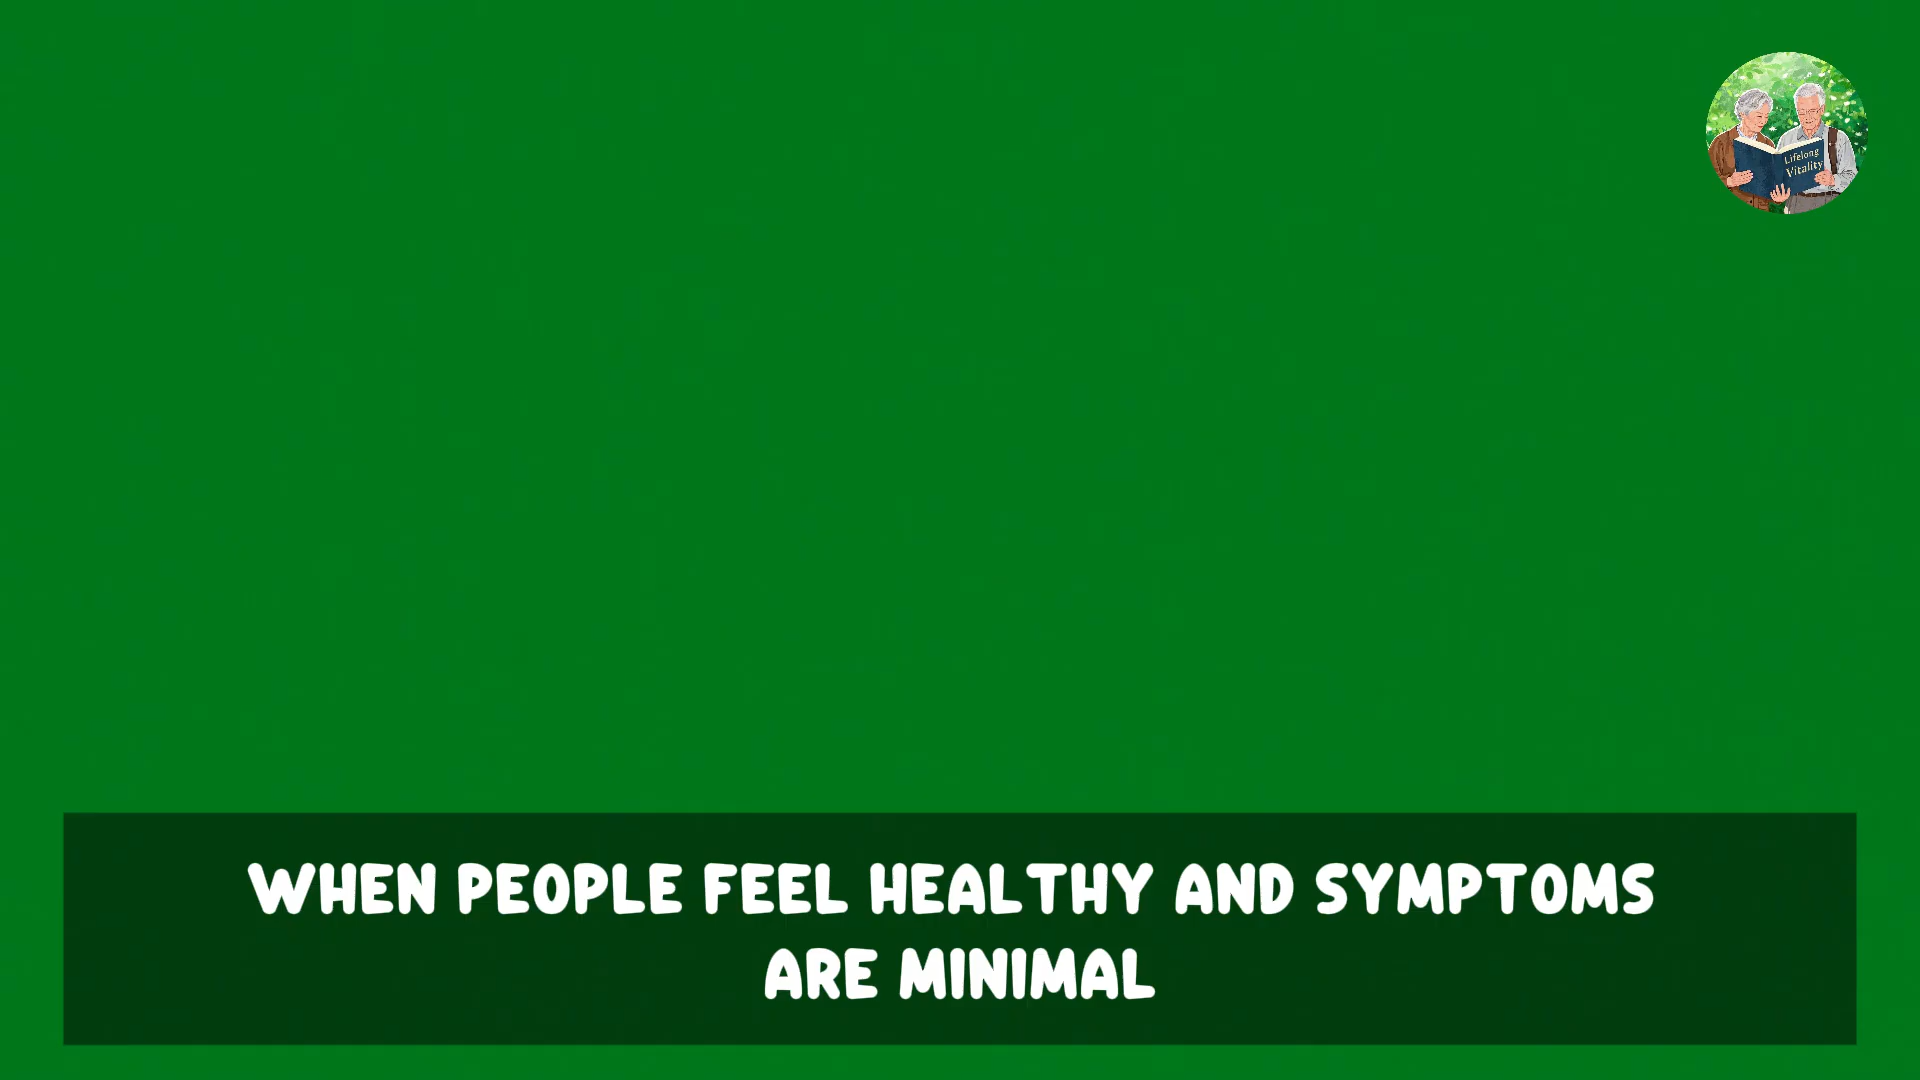 Lifelong
Vitality
WHEN PEOPLE FEEL HEALTHY AND SYMPTOMS
ARE MINIMAL